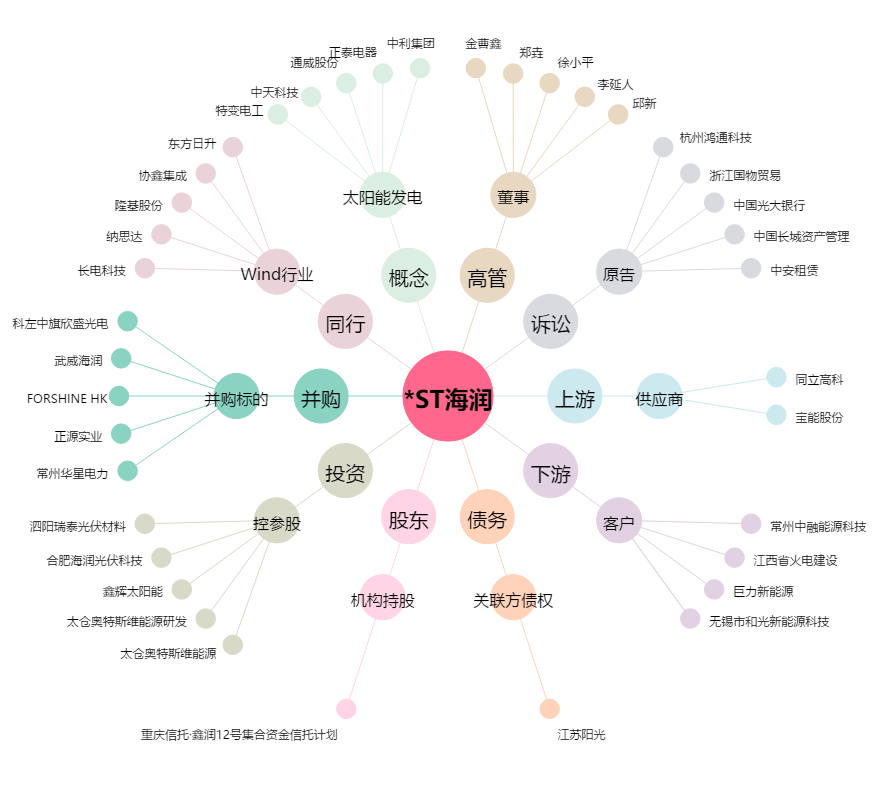 中利集团
金曹鑫
正泰电器
郑垚
通威股份
徐小平
中天科技
李延人
特变电工
邱新
东方日升
杭州鸿通科技
协鑫集成
浙江国物贸易
太阳能发电
董事
隆基股份
中国光大银行
纳思达
中国长城资产管理
长电科技
Wind行业
概念
高管
原告
中安租赁
科左中旗欣盛光电
同行
诉讼
武威海润
同立高科
FORSHINE HK
并购标的
并购
*ST海润
上游
供应商
宝能股份
正源实业
常州华星电力
投资
下游
泗阳瑞泰光伏材料
控参股
股东
债务
客户
常州中融能源科技
合肥海润光伏科技
江西省火电建设
鑫辉太阳能
机构持股
关联方债权
巨力新能源
太仓奥特斯维能源研发
无锡市和光新能源科技
太仓奥特斯维能源
重庆信托·鑫润12号集合资金信托计划
江苏阳光